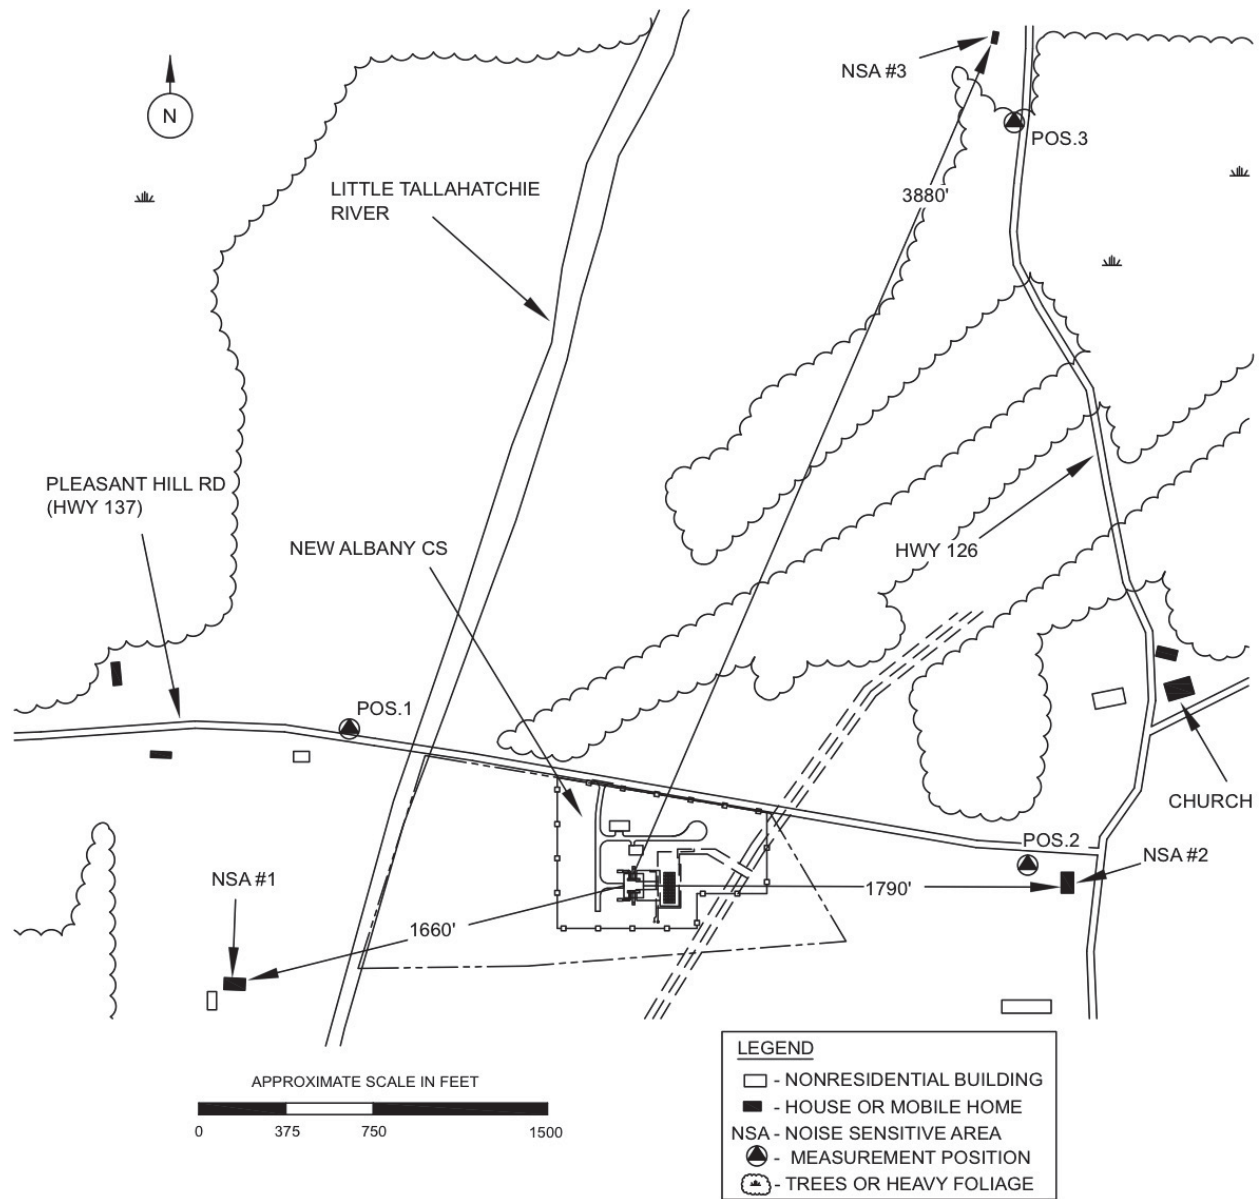 NSA #3
N
POS.3
LITTLE TALLAHATCHIE
RIVER
3880'
PLEASANT HILL RD
(HWY 137)
NEW ALBANY CS
HWY 126
POS.1
CHURCH
POS.2
NSA #2
NSA #1
1790'
1660'
APPROXIMATE SCALE IN FEET
0 375 750 1500
LEGEND
- NONRESIDENTIAL BUILDING
- HOUSE OR MOBILE HOME
NSA - NOISE SENSITIVE AREA
- MEASUREMENT POSITION
- TREES OR HEAVY FOLIAGE